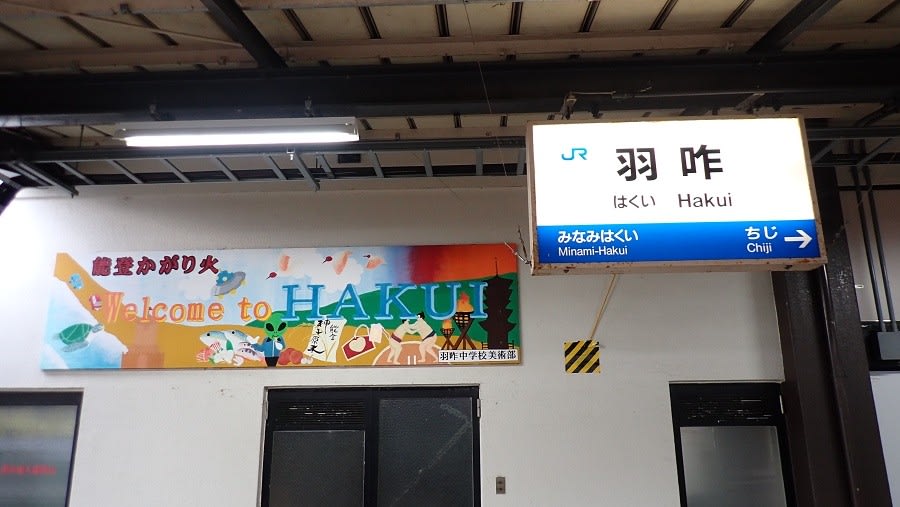 能登かがり火
Welcome to HAKUI
羽咋中学校美術部
JR
羽咋
はくい Hakui
みなみはくい ちじ
Minami-Hakui Chiji